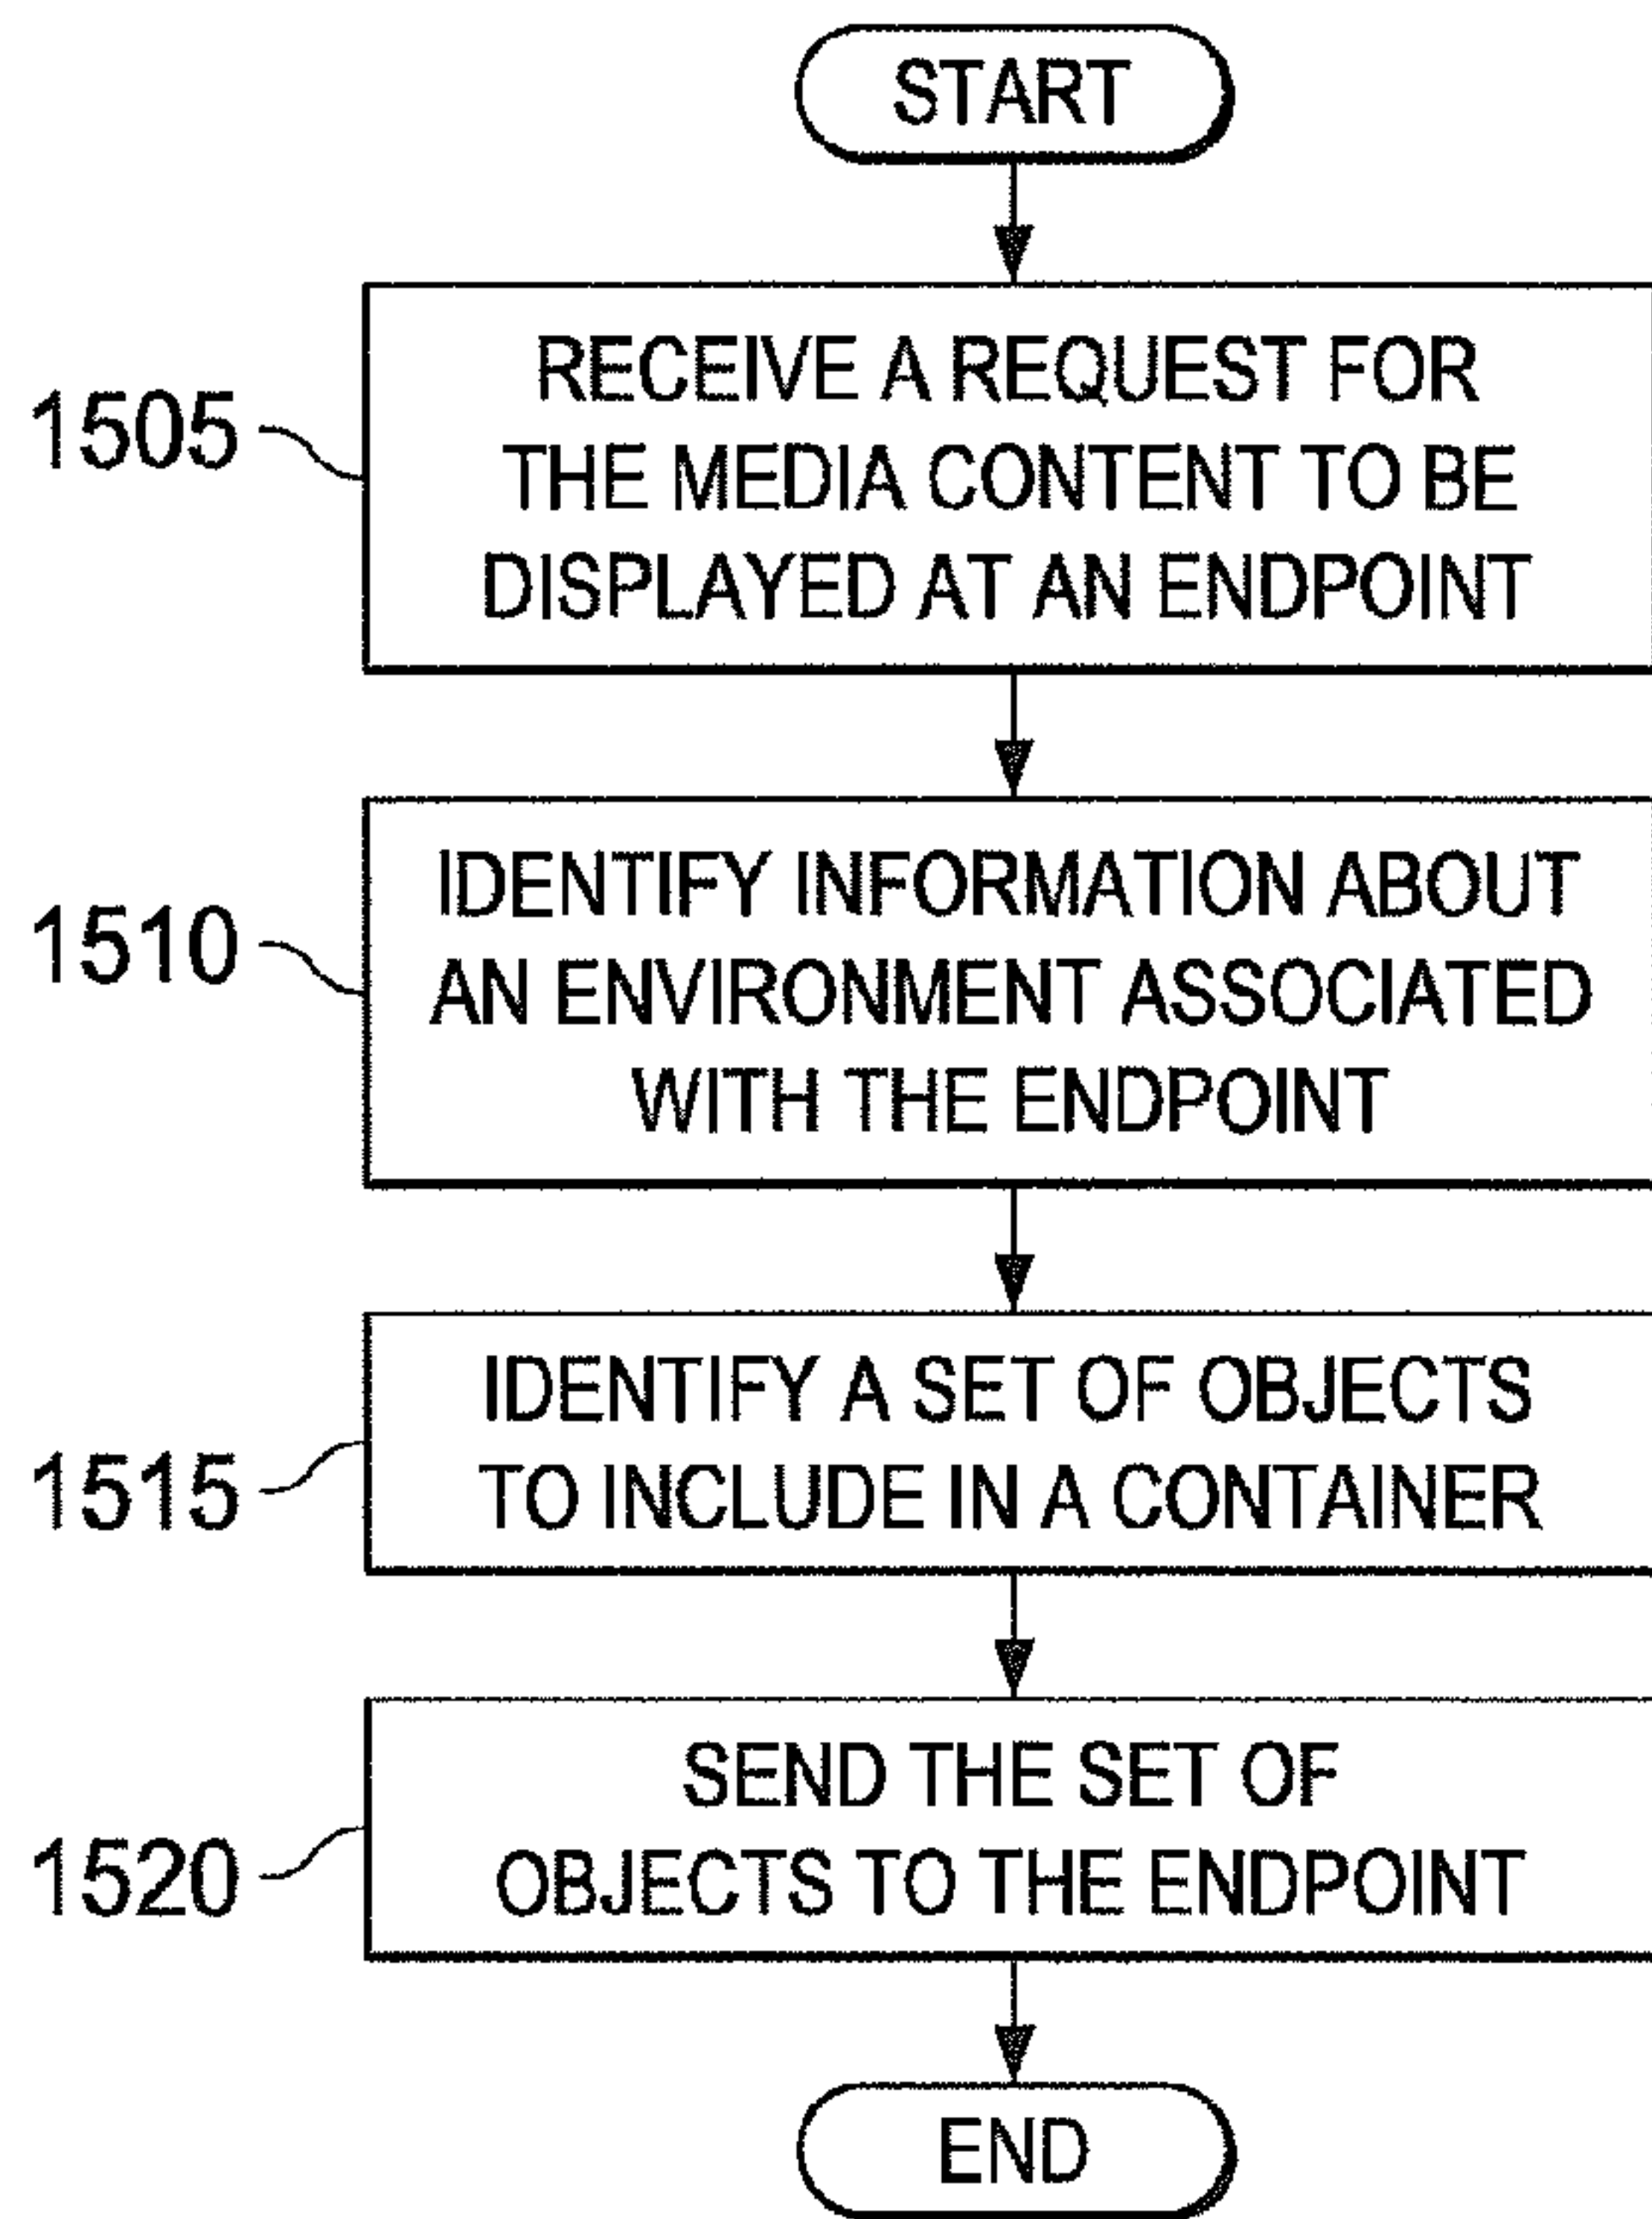 START
1505
RECEIVE A REQUEST FOR
THE MEDIA CONTENT TO BE
DISPLAYED AT AN ENDPOINT
1510
IDENTIFY INFORMATION ABOUT
AN ENVIRONMENT ASSOCIATED
WITH THE ENDPOINT
1515
IDENTIFY A SET OF OBJECTS
TO INCLUDE IN A CONTAINER
1520
SEND THE SET OF
OBJECTS TO THE ENDPOINT
END